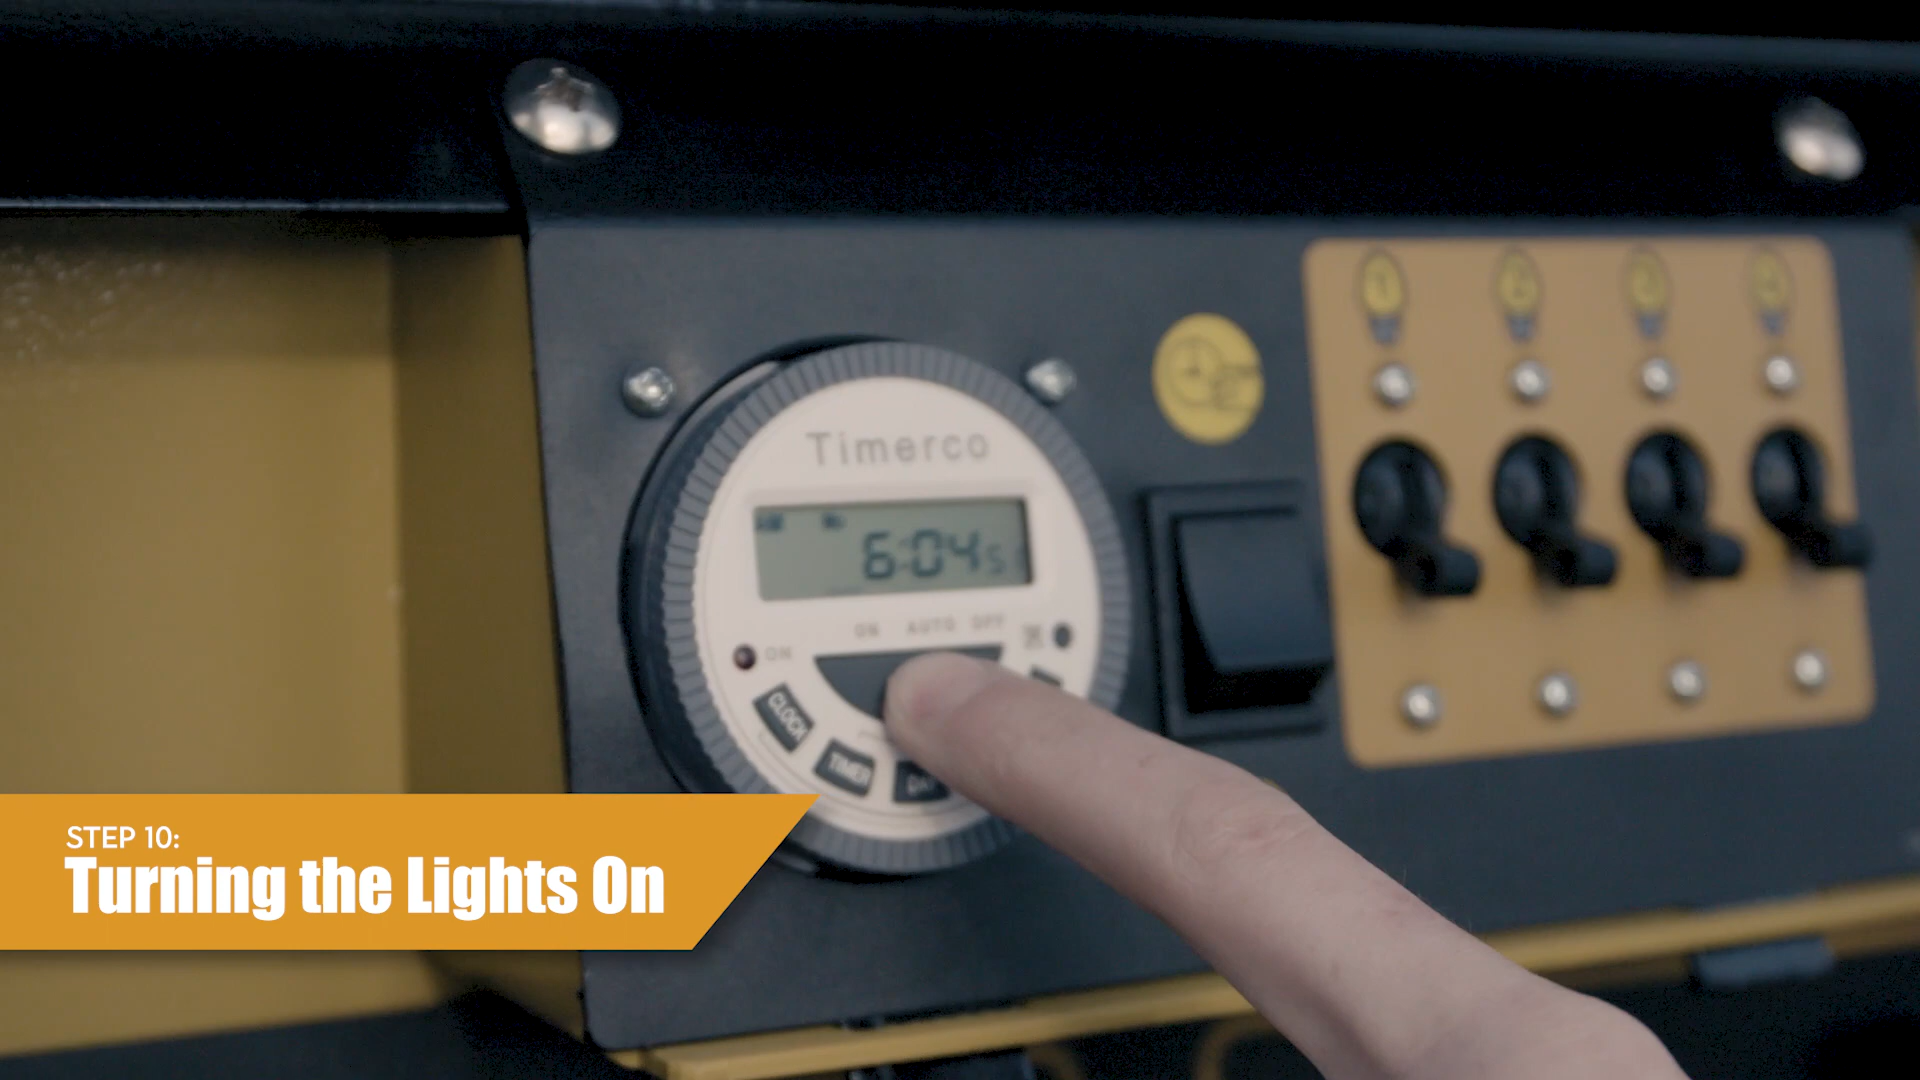 Timerco
6:04
ON AUTO OFF
ON
CLOCK
TIMER
STEP 10:
Turning the Lights On